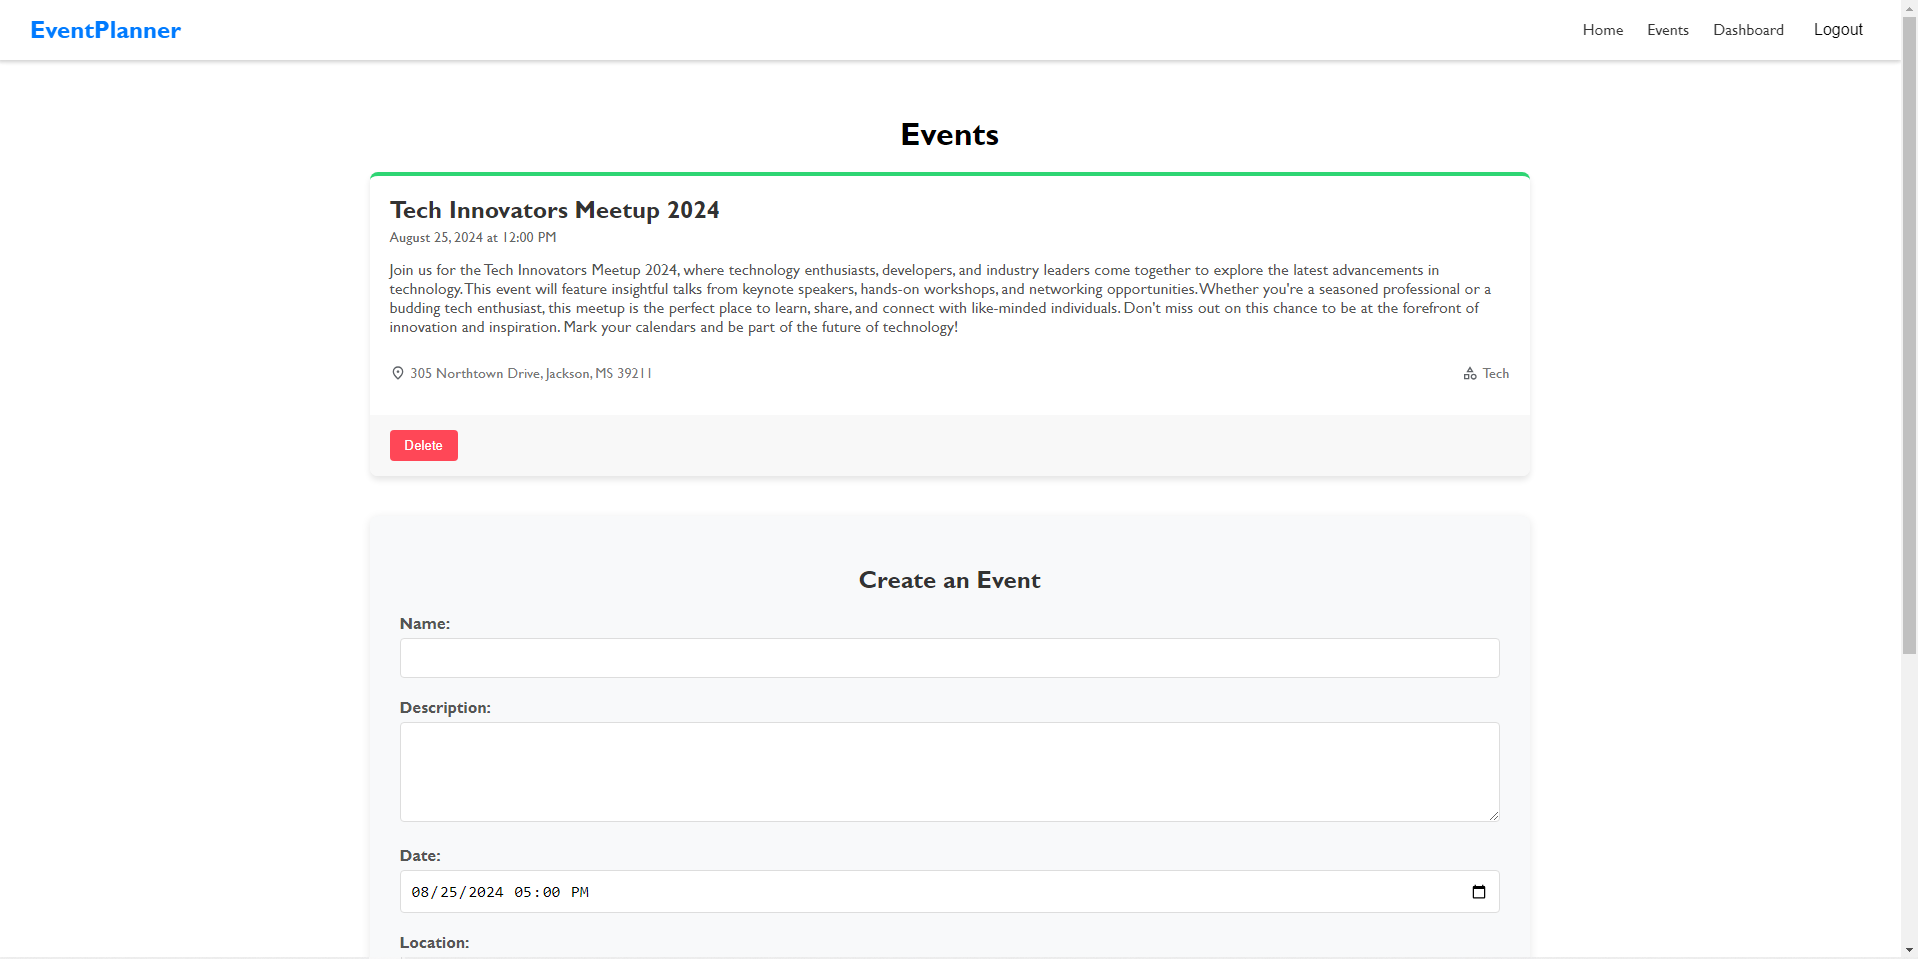 EventPlanner
Home Events Dashboard Logout
Events
Tech Innovators Meetup 2024
August 25, 2024 at 12:00 PM
Join us for the Tech Innovators Meetup 2024, where technology enthusiasts, developers, and industry leaders come together to explore the latest advancements in
technology. This event will feature insightful talks from keynote speakers, hands-on workshops, and networking opportunities. Whether you're a seasoned professional or a
budding tech enthusiast, this meetup is the perfect place to learn, share, and connect with like-minded individuals. Don't miss out on this chance to be at the forefront of
innovation and inspiration. Mark your calendars and be part of the future of technology!
305 Northtown Drive, Jackson, MS 39211
Tech
Delete
Create an Event
Name:
Description:
Date:
08/25/2024 05:00 PM
Location: